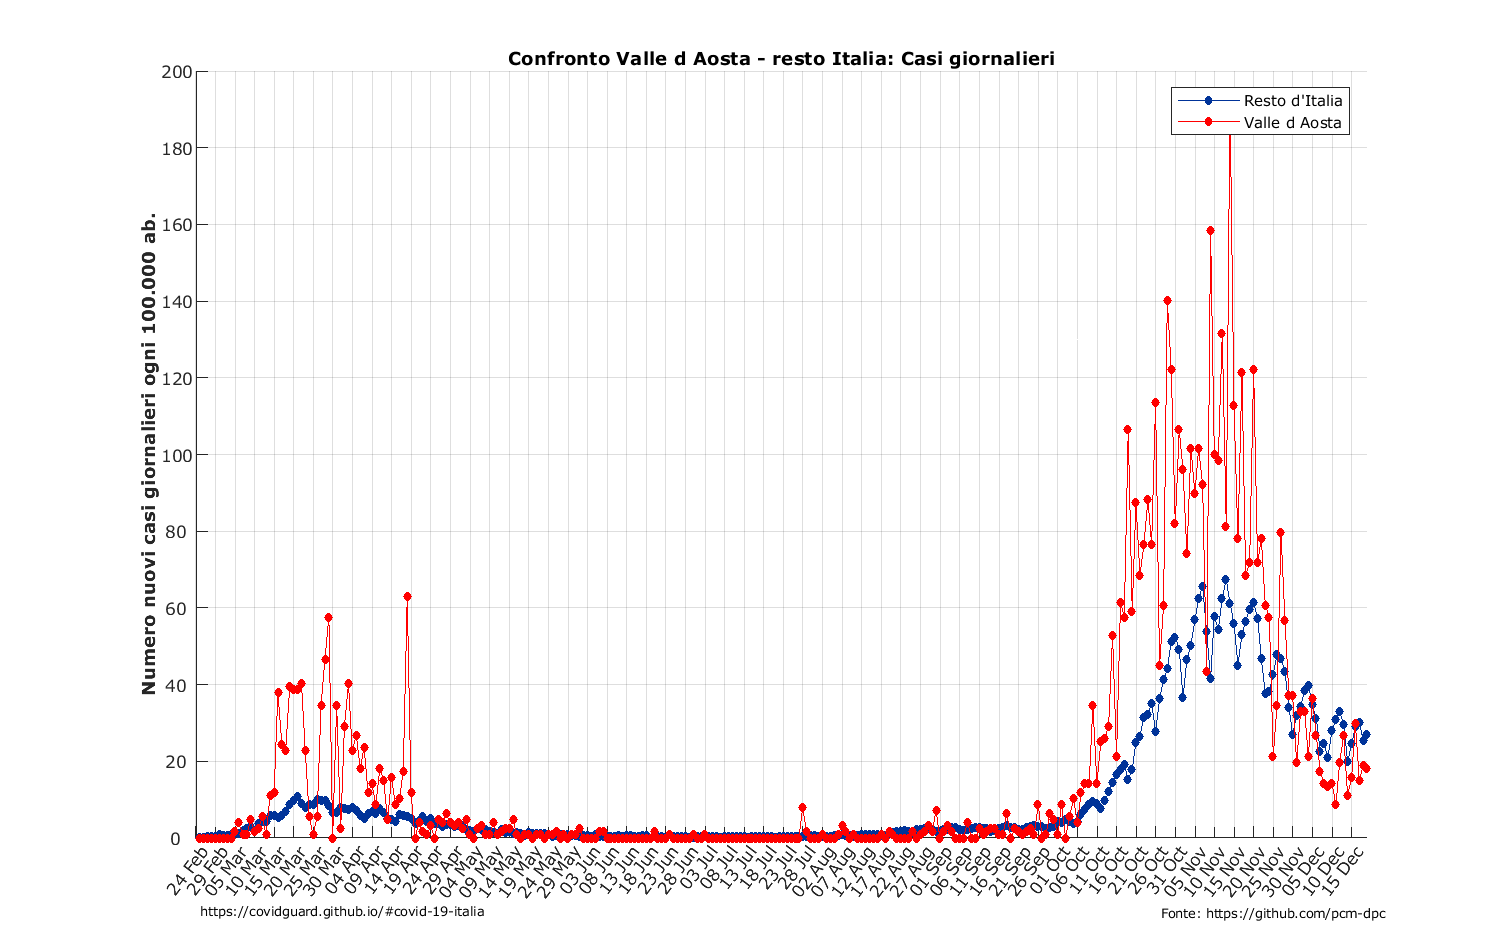 Confronto Valle d Aosta - resto Italia: Casi giornalieri
Resto d'Italia
Valle d Aosta
Numero nuovi casi giornalieri ogni 100.000 ab.
200
180
160
140
120
100
80
60
40
20
0
24 Feb
29 Feb
05 Mar
10 Mar
15 Mar
20 Mar
25 Mar
30 Mar
04 Apr
09 Apr
14 Apr
19 Apr
24 Apr
29 Apr
04 May
09 May
14 May
19 May
24 May
29 May
03 Jun
08 Jun
13 Jun
18 Jun
23 Jun
28 Jun
03 Jul
08 Jul
13 Jul
18 Jul
23 Jul
28 Jul
02 Aug
07 Aug
12 Aug
17 Aug
22 Aug
27 Aug
01 Sep
06 Sep
11 Sep
16 Sep
21 Sep
26 Sep
01 Oct
06 Oct
11 Oct
16 Oct
21 Oct
26 Oct
31 Oct
05 Nov
10 Nov
15 Nov
20 Nov
25 Nov
30 Nov
05 Dec
10 Dec
15 Dec
https://covidguard.github.io/#covid-19-italia
Fonte: https://github.com/pcm-dpc